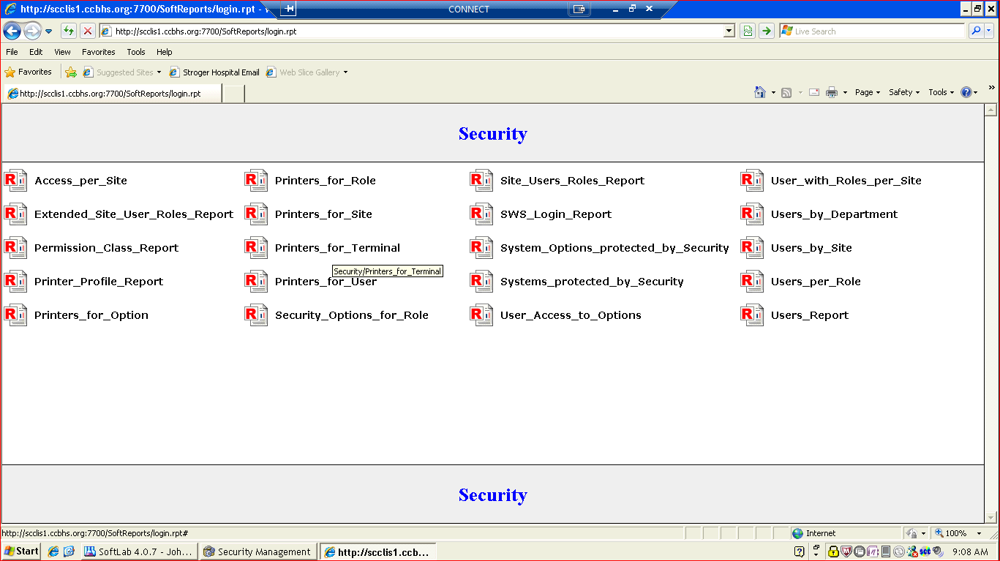 http://scclis1.ccbhs.org:7700/SoftReports/login.rpt -
CONNECT
http://scclis1.ccbhs.org:7700/SoftReports/login.rpt
Live Search
File Edit View Favorites Tools Help
Favorites Suggested Sites Stroger Hospital Email Web Slice Gallery
http://scclis1.ccbhs.org:7700/SoftReports/login.rpt
Page Safety Tools »
Security
R Access_per_Site R Printers_for_Role R Site_Users_Roles_Report R User_with_Roles_per_Site
R Extended_Site_User_Roles_Report R Printers_for_Site R SWS_Login_Report R Users_by_Department
R Permission_Class_Report R Printers_for_Terminal R System_Options_protected_by_Security R Users_by_Site
Security/Printers_for_Terminal
R Printer_Profile_Report R Printers_for_User R Systems_protected_by_Security R Users_per_Role
R Printers_for_Option R Security_Options_for_Role R User_Access_to_Options R Users_Report
Security
http://scclis1.ccbhs.org:7700/SoftReports/login.rpt# Internet 100%
Start SoftLab 4.0.7 - Joh... Security Management http://scclis1.ccb... scc 9:08 AM